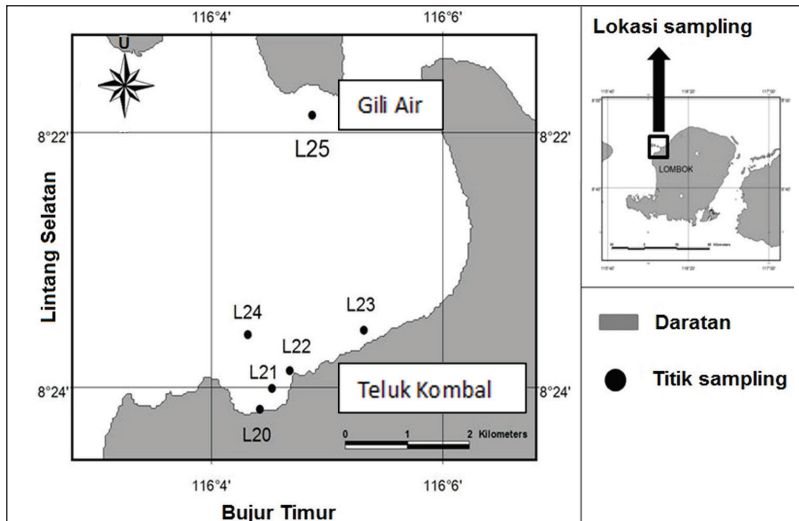 116°4'
116°6'
U
Gili Air
8°22'
8°22'
L25
Lintang Selatan
L24
L23
L22
L21
8°24'
8°24'
Teluk Kombal
L20
0 1 2 Kilometers
116°4'
116°6'
Bujur Timur
Lokasi sampling
LOMBOK
Daratan
Titik sampling